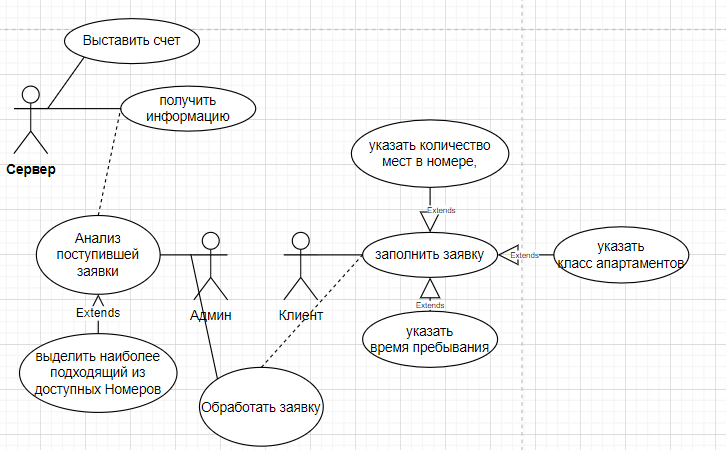 Выставить счет
получить
информацию
Сервер
указать количество
мест в номере,
Extends
Анализ
поступившей
заявки
заполнить заявку
Extends
указать
класс апартаментов
Extends
Extends
Админ
Клиент
указать
время пребывания
выделить наиболее
подходящий из
доступных Номеров
Обработать заявку